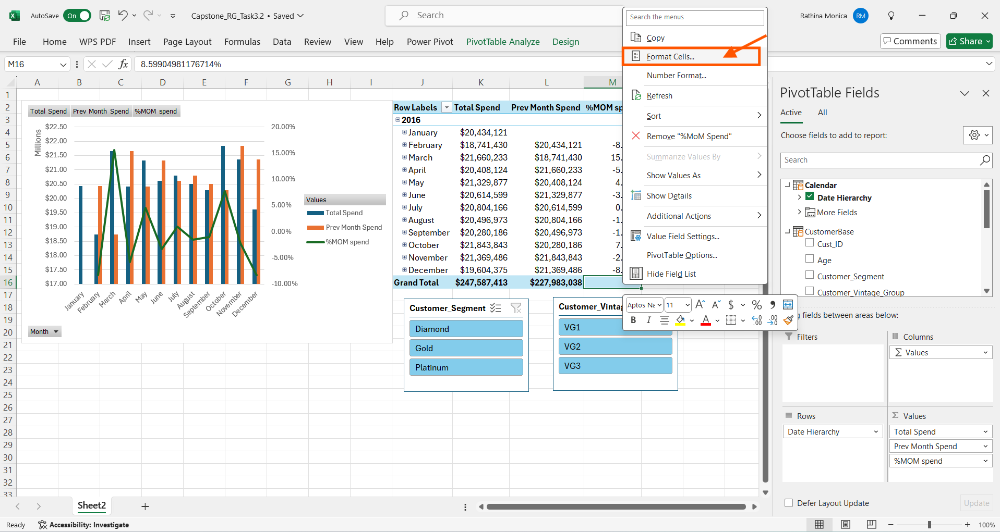 AutoSave On Capstone_RG_Task3.2 • Saved Search Rathina Monica RM
File Home WPS PDF Insert Page Layout Formulas Data Review View Help Power Pivot PivotTable Analyze Design Comments Share
M16 fx 8.59904981176714%
Search the menus
Copy
Format Cells...
Number Format...
Refresh
Sort
Remove "%MoM Spend"
Summarize Values By
Show Values As
Show Details
Additional Actions
Value Field Settings...
PivotTable Options...
Hide Field List
Aptos Na 11 A A $ % ,
B I A .00 .00
A B C D E F G H I J K L M
1
2
3
4
5
6
7
8
9
10
11
12
13
14
15
16
17
18
19
20
21
22
23
24
25
26
27
28
29
30
31
32
33
Total Spend Prev Month Spend %MOM spend
Millions
$22.50
$22.00
$21.50
$21.00
$20.50
$20.00
$19.50
$19.00
$18.50
$18.00
$17.50
$17.00
20.00%
15.00%
10.00%
5.00%
0.00%
-5.00%
-10.00%
January
February
March
April
May
June
July
August
September
October
November
December
Values
Total Spend
Prev Month Spend
%MOM spend
Month
Row Labels Total Spend Prev Month Spend %MOM sp
2016
January $20,434,121
February $18,741,430 $20,434,121 -8.
March $21,660,233 $18,741,430 15.
April $20,408,124 $21,660,233 -5.
May $21,329,877 $20,408,124 4.
June $20,614,599 $21,329,877 -3.
July $20,804,166 $20,614,599 0.
August $20,496,973 $20,804,166 -1.
September $20,280,186 $20,496,973 -1.
October $21,843,843 $20,280,186 7.
November $21,369,486 $21,843,843 -2.
December $19,604,375 $21,369,486 -8.
Grand Total $247,587,413 $227,983,038
Customer_Segment
Diamond
Gold
Platinum
Customer_Vintag
VG1
VG2
VG3
PivotTable Fields
Active All
Choose fields to add to report:
Search
Calendar
Date Hierarchy
More Fields
CustomerBase
Cust_ID
Age
Customer_Segment
Customer_Vintage_Group
g fields between areas below:
Filters
Columns
Σ Values
Rows
Date Hierarchy
Σ Values
Total Spend
Prev Month Spend
%MOM spend
Defer Layout Update Update
Sheet2
Ready Accessibility: Investigate 100%